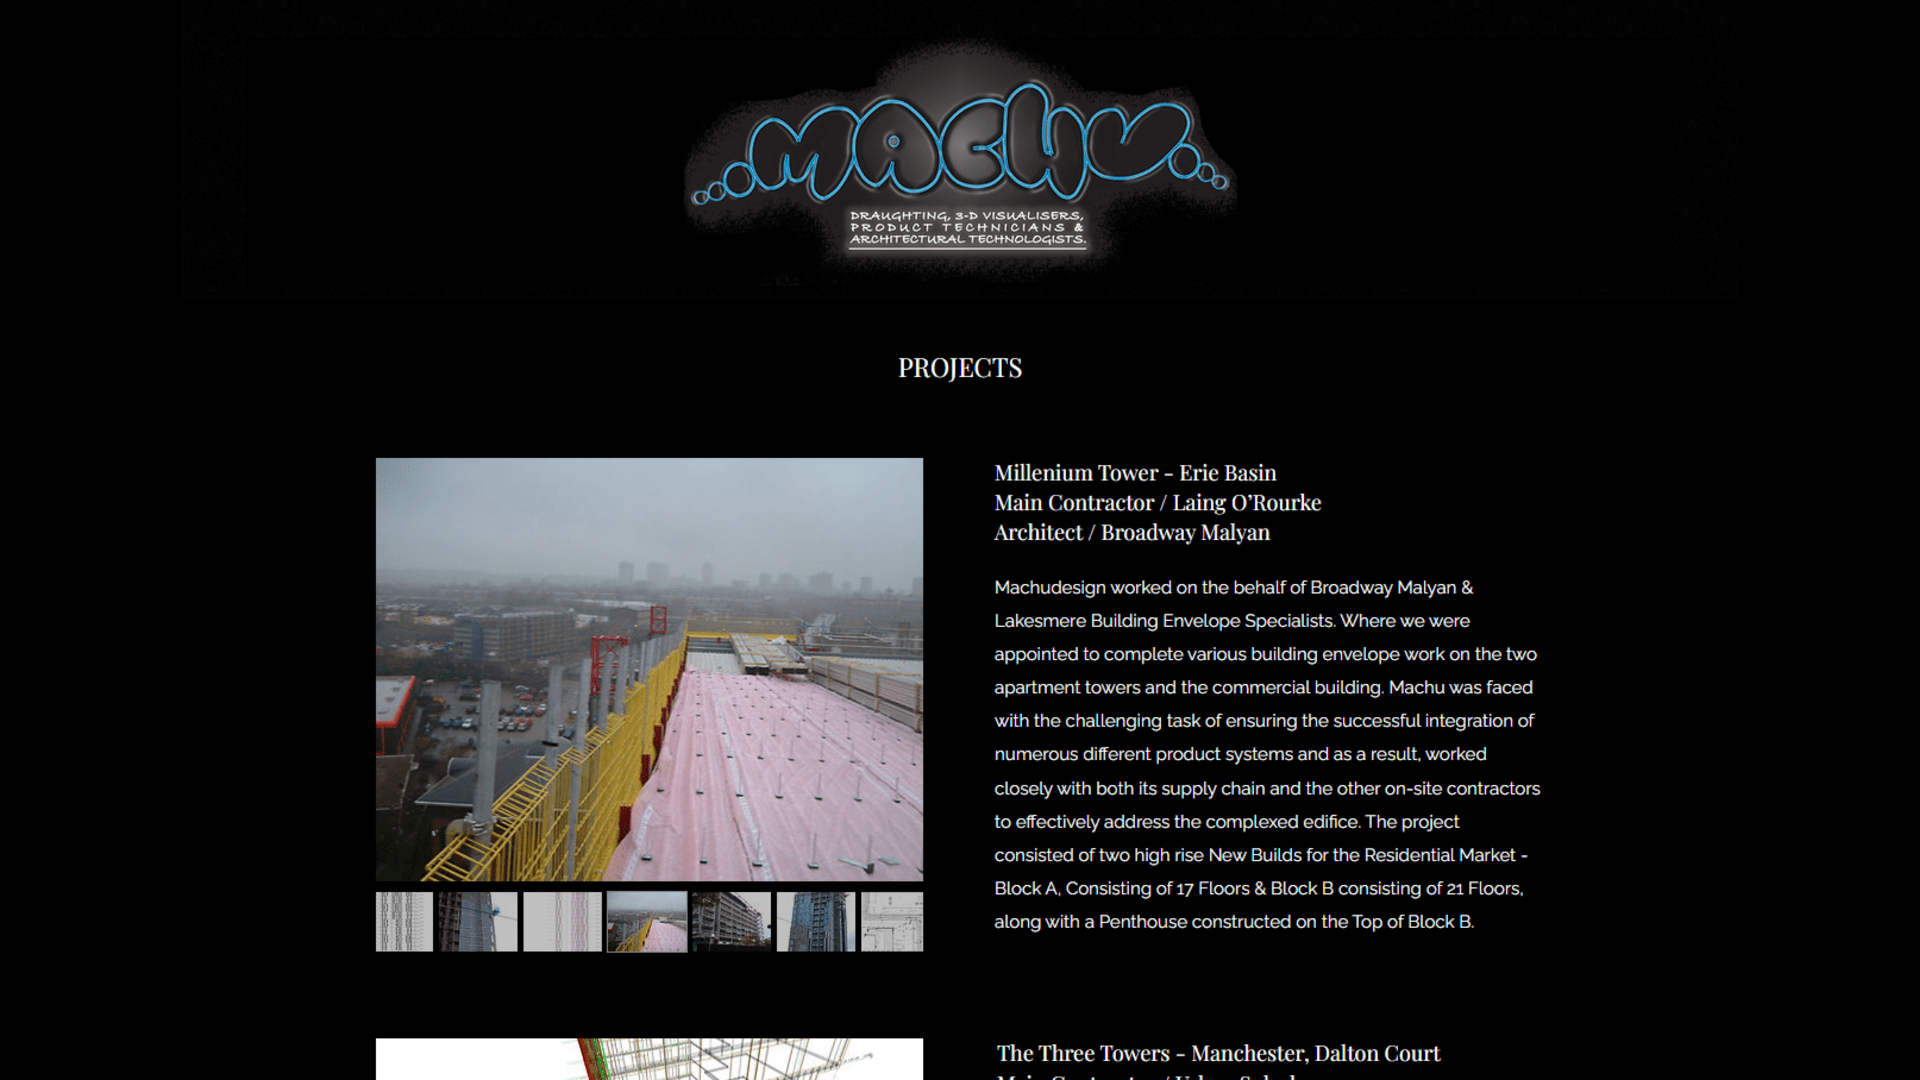 MACHU
DRAUGHTING, 3-D VISUALISERS,
PRODUCT TECHNICIANS &
ARCHITECTURAL TECHNOLOGISTS.
PROJECTS
Millenium Tower - Erie Basin
Main Contractor / Laing O’Rourke
Architect / Broadway Malyan
Machudesign worked on the behalf of Broadway Malyan &
Lakesmere Building Envelope Specialists. Where we were
appointed to complete various building envelope work on the two
apartment towers and the commercial building. Machu was faced
with the challenging task of ensuring the successful integration of
numerous different product systems and as a result, worked
closely with both its supply chain and the other on-site contractors
to effectively address the complexed edifice. The project
consisted of two high rise New Builds for the Residential Market -
Block A, Consisting of 17 Floors & Block B consisting of 21 Floors,
along with a Penthouse constructed on the Top of Block B.
The Three Towers - Manchester, Dalton Court
Main Contractor / Urban Splash